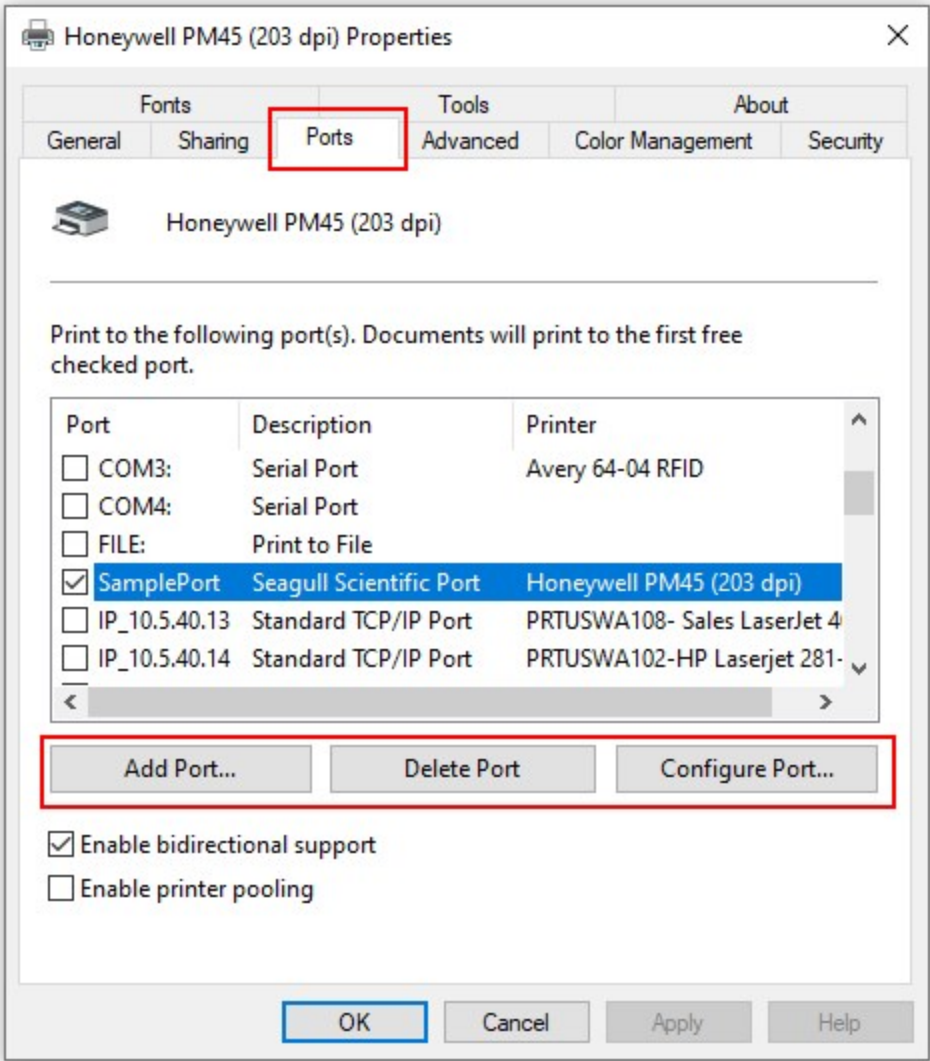 Honeywell PM45 (203 dpi) Properties
Fonts Tools About
General Sharing Ports Advanced Color Management Security
Honeywell PM45 (203 dpi)
Print to the following port(s). Documents will print to the first free
checked port.
Port Description Printer
COM3: Serial Port Avery 64-04 RFID
COM4: Serial Port
FILE: Print to File
SamplePort Seagull Scientific Port Honeywell PM45 (203 dpi)
IP_10.5.40.13 Standard TCP/IP Port PRTUSWA108- Sales LaserJet
IP_10.5.40.14 Standard TCP/IP Port PRTUSWA102-HP Laserjet 281-
Add Port... Delete Port Configure Port...
Enable bidirectional support
Enable printer pooling
OK Cancel Apply Help